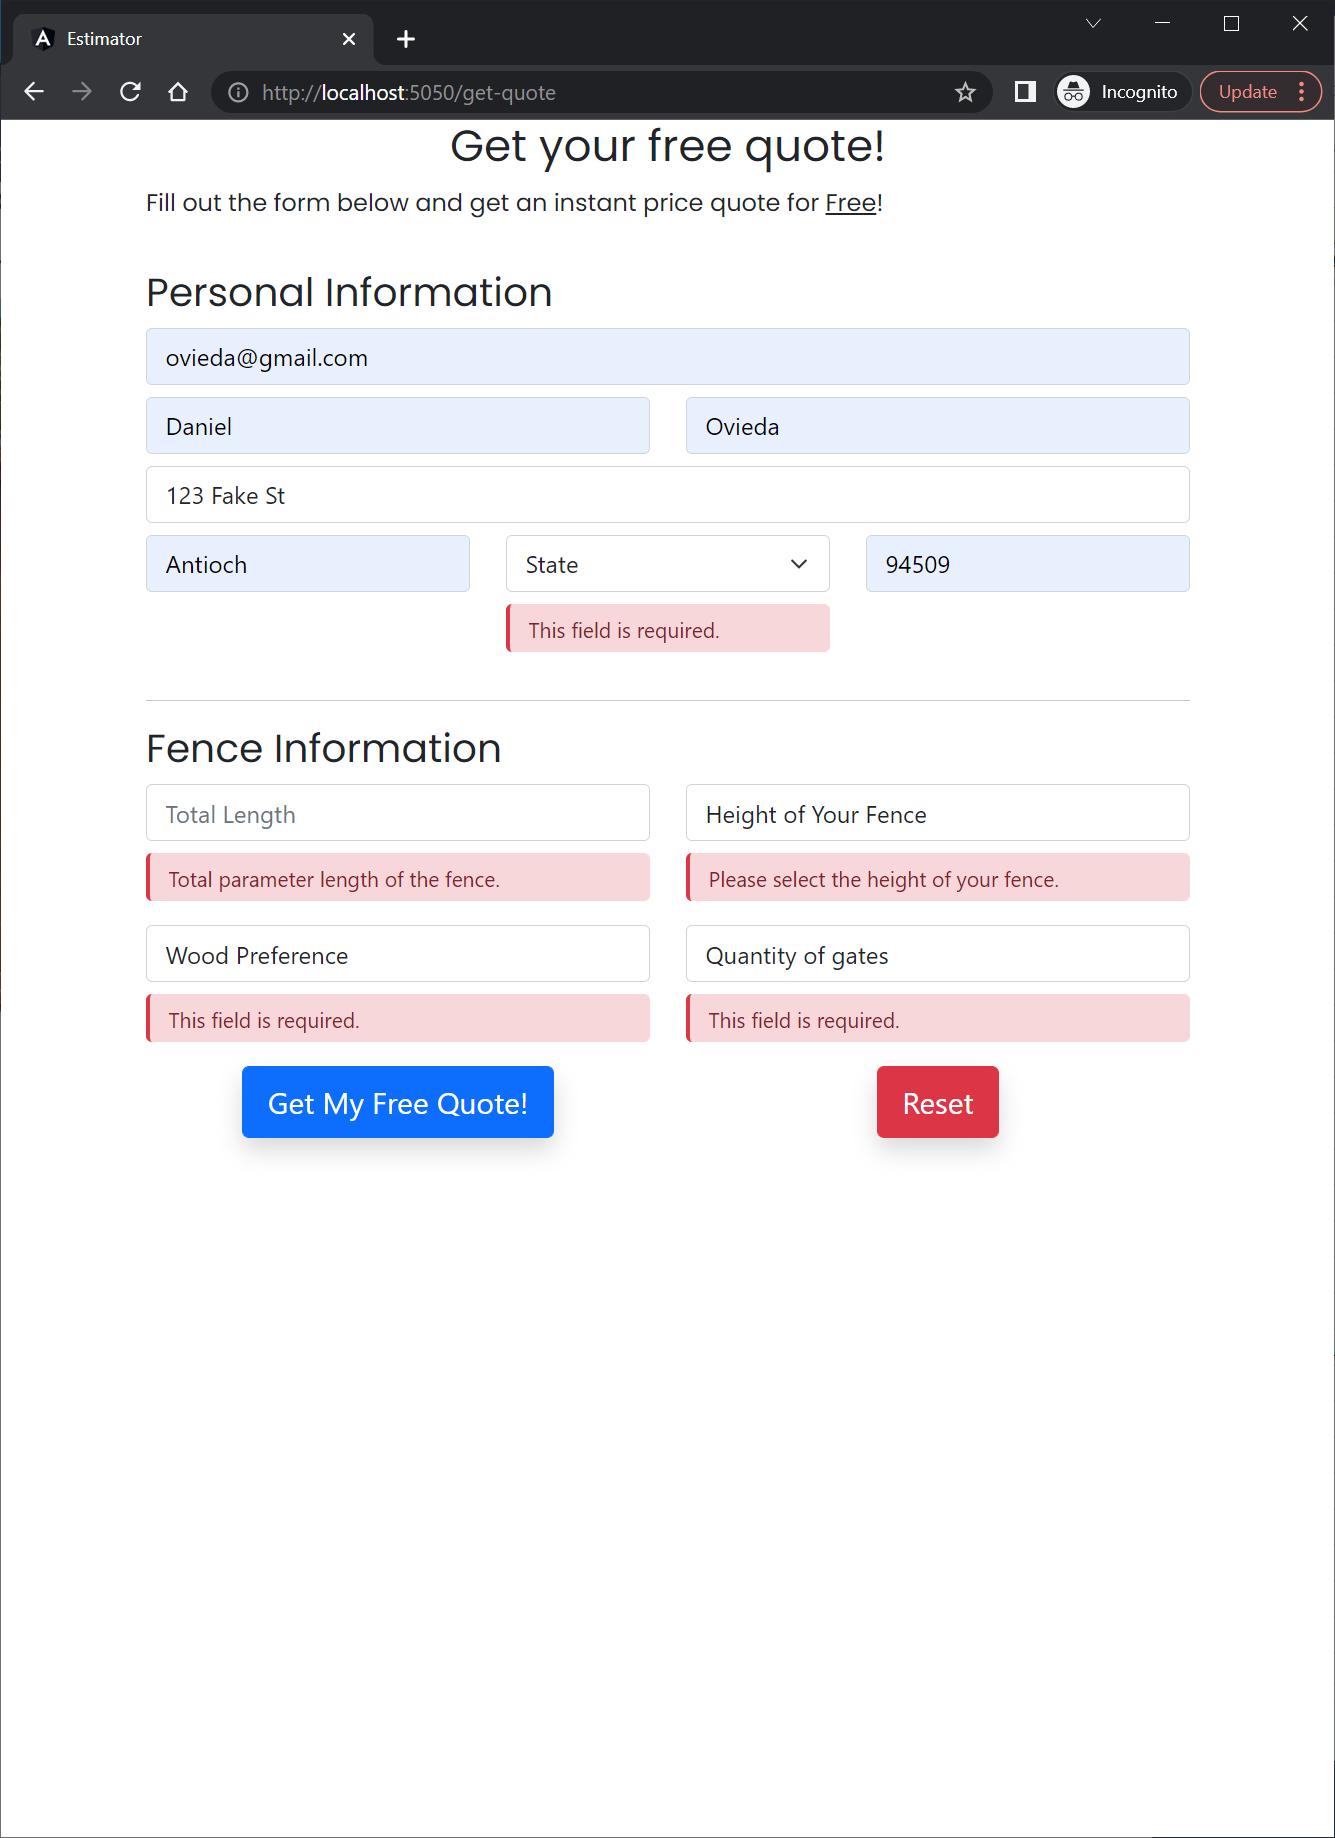 Estimator
http://localhost:5050/get-quote
Incognito
Update
Get your free quote!
Fill out the form below and get an instant price quote for Free!
Personal Information
ovieda@gmail.com
Daniel
Ovieda
123 Fake St
Antioch
State
94509
This field is required.
Fence Information
Total Length
Height of Your Fence
Total parameter length of the fence.
Please select the height of your fence.
Wood Preference
Quantity of gates
This field is required.
This field is required.
Get My Free Quote!
Reset